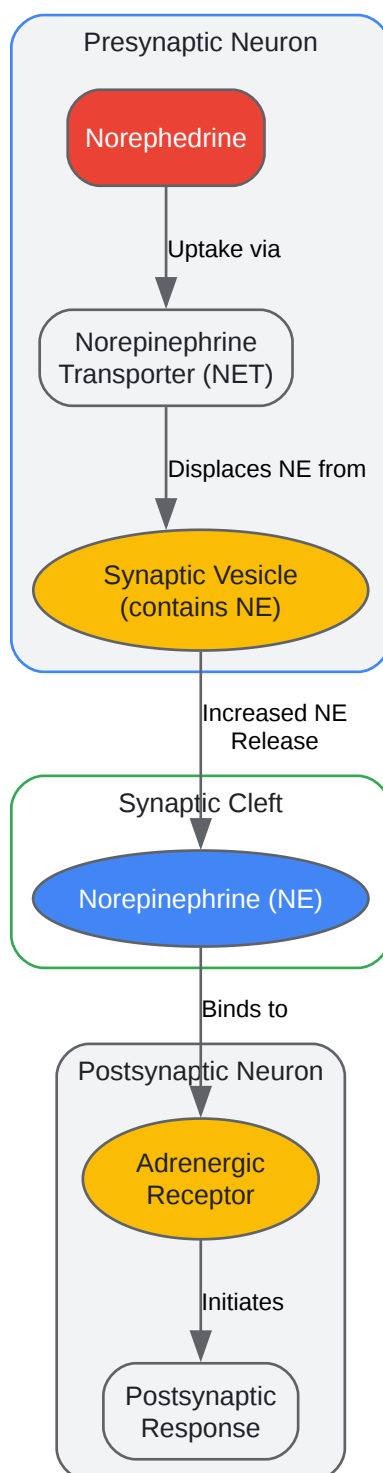 Presynaptic Neuron
Norephedrine
Uptake via
Norepinephrine
Transporter (NET)
Displaces NE from
Synaptic Vesicle
(contains NE)
Increased NE
Release
Synaptic Cleft
Norepinephrine (NE)
Binds to
Postsynaptic Neuron
Adrenergic
Receptor
Initiates
Postsynaptic
Response